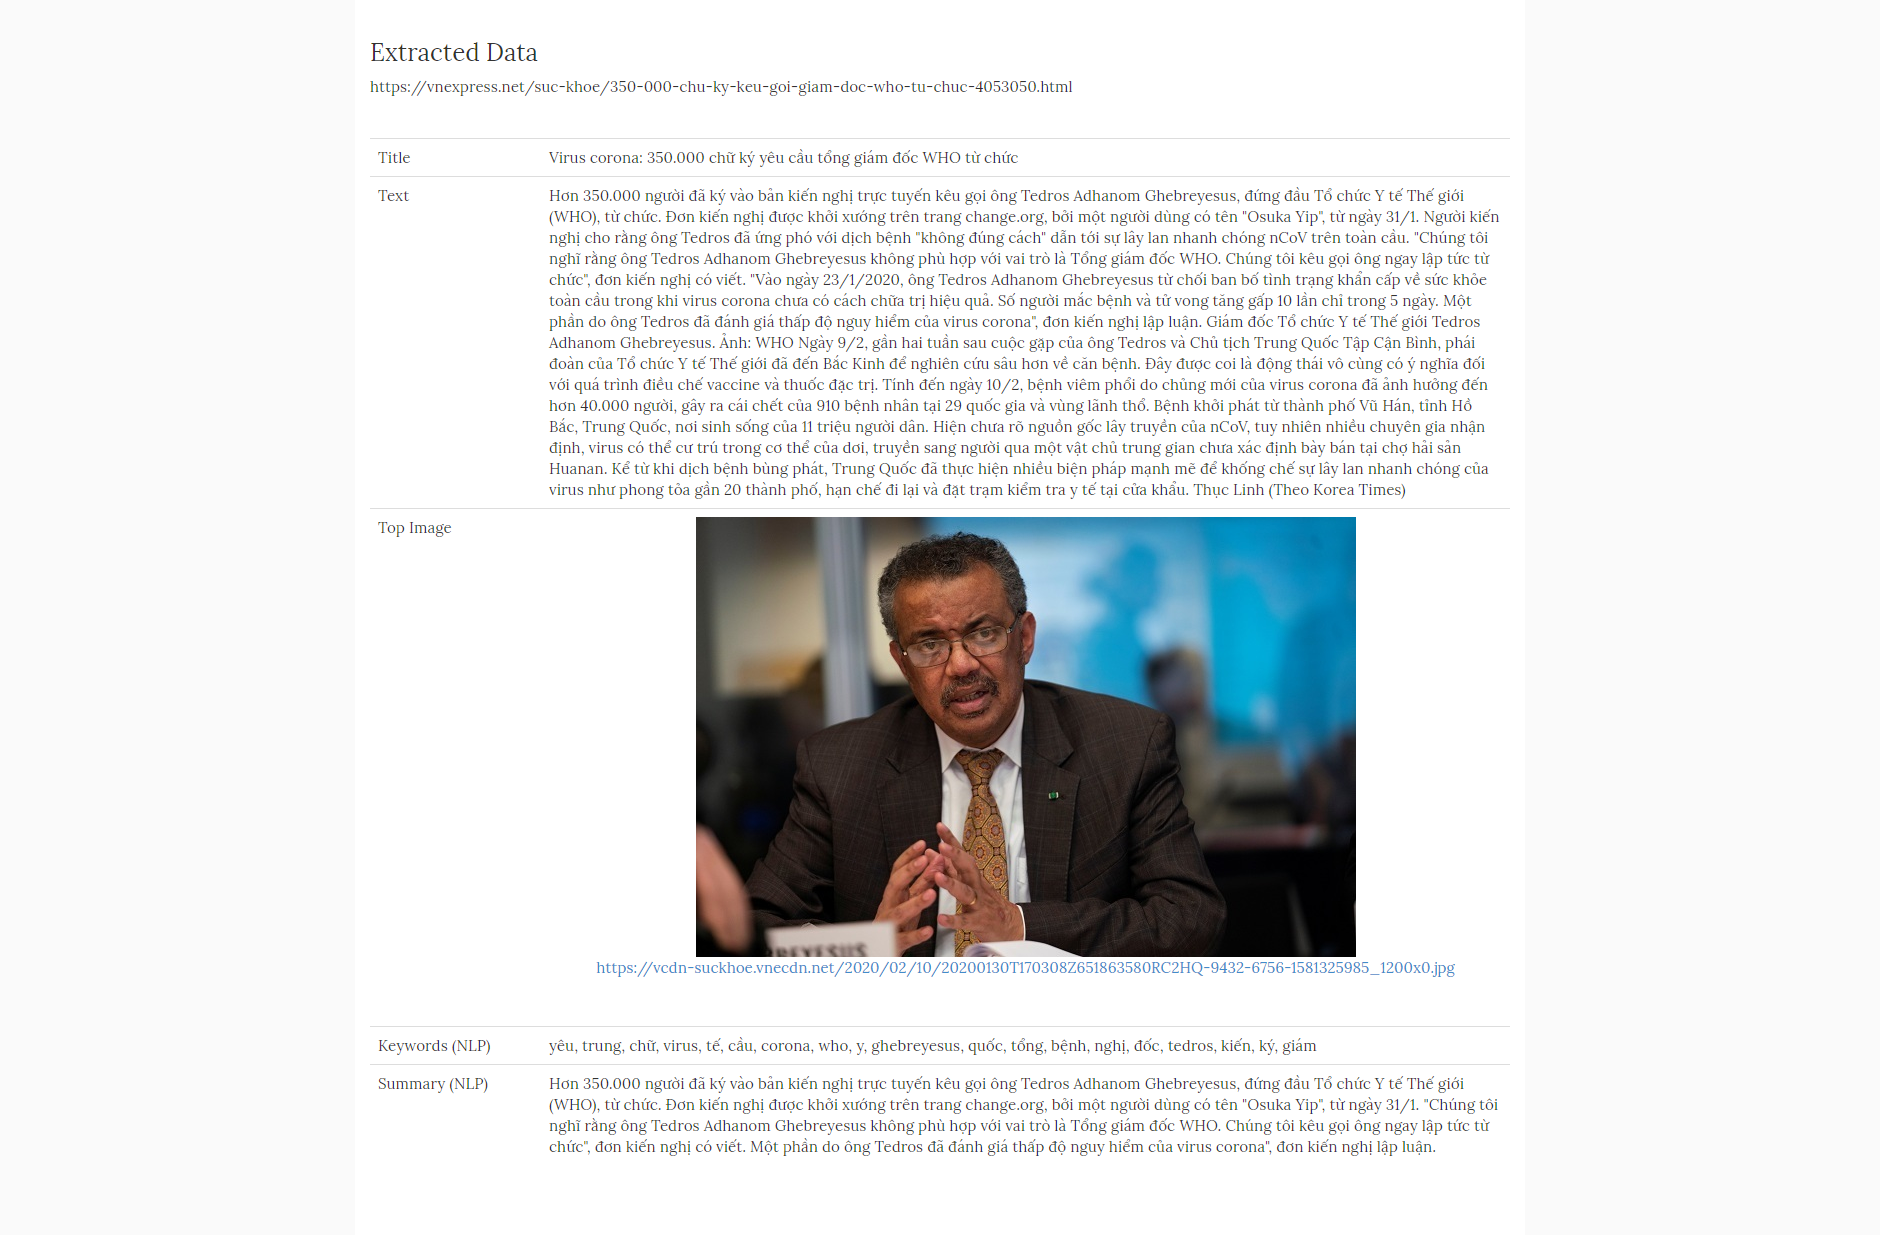 Extracted Data
https://vnexpress.net/suc-khoe/350-000-chu-ky-keu-goi-giam-doc-who-tu-chuc-4053050.html
Title
Virus corona: 350.000 chữ ký yêu cầu tổng giám đốc WHO từ chức
Text
Hơn 350.000 người đã ký vào bản kiến nghị trực tuyến kêu gọi ông Tedros Adhanom Ghebreyesus, đứng đầu Tổ chức Y tế Thế giới
(WHO), từ chức. Đơn kiến nghị được khởi xướng trên trang change.org, bởi một người dùng có tên "Osuka Yip", từ ngày 31/1. Người kiến
nghị cho rằng ông Tedros đã ứng phó với dịch bệnh "không đúng cách" dẫn tới sự lây lan nhanh chóng nCoV trên toàn cầu. "Chúng tôi
nghĩ rằng ông Tedros Adhanom Ghebreyesus không phù hợp với vai trò là Tổng giám đốc WHO. Chúng tôi kêu gọi ông ngay lập tức từ
chức", đơn kiến nghị có viết. "Vào ngày 23/1/2020, ông Tedros Adhanom Ghebreyesus từ chối ban bố tình trạng khẩn cấp về sức khỏe
toàn cầu trong khi virus corona chưa có cách chữa trị hiệu quả. Số người mắc bệnh và tử vong tăng gấp 10 lần chỉ trong 5 ngày. Một
phần do ông Tedros đã đánh giá thấp độ nguy hiểm của virus corona", đơn kiến nghị lập luận. Giám đốc Tổ chức Y tế Thế giới Tedros
Adhanom Ghebreyesus. Ảnh: WHO Ngày 9/2, gần hai tuần sau cuộc gặp của ông Tedros và Chủ tịch Trung Quốc Tập Cận Bình, phái
đoàn của Tổ chức Y tế Thế giới đã đến Bắc Kinh để nghiên cứu sâu hơn về căn bệnh. Đây được coi là động thái vô cùng có ý nghĩa đối
với quá trình điều chế vaccine và thuốc đặc trị. Tính đến ngày 10/2, bệnh viêm phổi do chủng mới của virus corona đã ảnh hưởng đến
hơn 40.000 người, gây ra cái chết của 910 bệnh nhân tại 29 quốc gia và vùng lãnh thổ. Bệnh khởi phát từ thành phố Vũ Hán, tỉnh Hồ
Bắc, Trung Quốc, nơi sinh sống của 11 triệu người dân. Hiện chưa rõ nguồn gốc lây truyền của nCoV, tuy nhiên nhiều chuyên gia nhận
định, virus có thể cư trú trong cơ thể của dơi, truyền sang người qua một vật chủ trung gian chưa xác định bày bán tại chợ hải sản
Huanan. Kể từ khi dịch bệnh bùng phát, Trung Quốc đã thực hiện nhiều biện pháp mạnh mẽ để khống chế sự lây lan nhanh chóng của
virus như phong tỏa gần 20 thành phố, hạn chế đi lại và đặt trạm kiểm tra y tế tại cửa khẩu. Thục Linh (Theo Korea Times)
Top Image
REYESUS
https://vcdn-suckhoe.vnecdn.net/2020/02/10/20200130T170308Z651863580RC2HQ-9432-6756-1581325985_1200x0.jpg
Keywords (NLP)
yêu, trung, chữ, virus, tế, cầu, corona, who, y, ghebreyesus, quốc, tổng, bệnh, nghị, đốc, tedros, kiến, ký, giám
Summary (NLP)
Hơn 350.000 người đã ký vào bản kiến nghị trực tuyến kêu gọi ông Tedros Adhanom Ghebreyesus, đứng đầu Tổ chức Y tế Thế giới
(WHO), từ chức. Đơn kiến nghị được khởi xướng trên trang change.org, bởi một người dùng có tên "Osuka Yip", từ ngày 31/1. "Chúng tôi
nghĩ rằng ông Tedros Adhanom Ghebreyesus không phù hợp với vai trò là Tổng giám đốc WHO. Chúng tôi kêu gọi ông ngay lập tức từ
chức", đơn kiến nghị có viết. Một phần do ông Tedros đã đánh giá thấp độ nguy hiểm của virus corona", đơn kiến nghị lập luận.